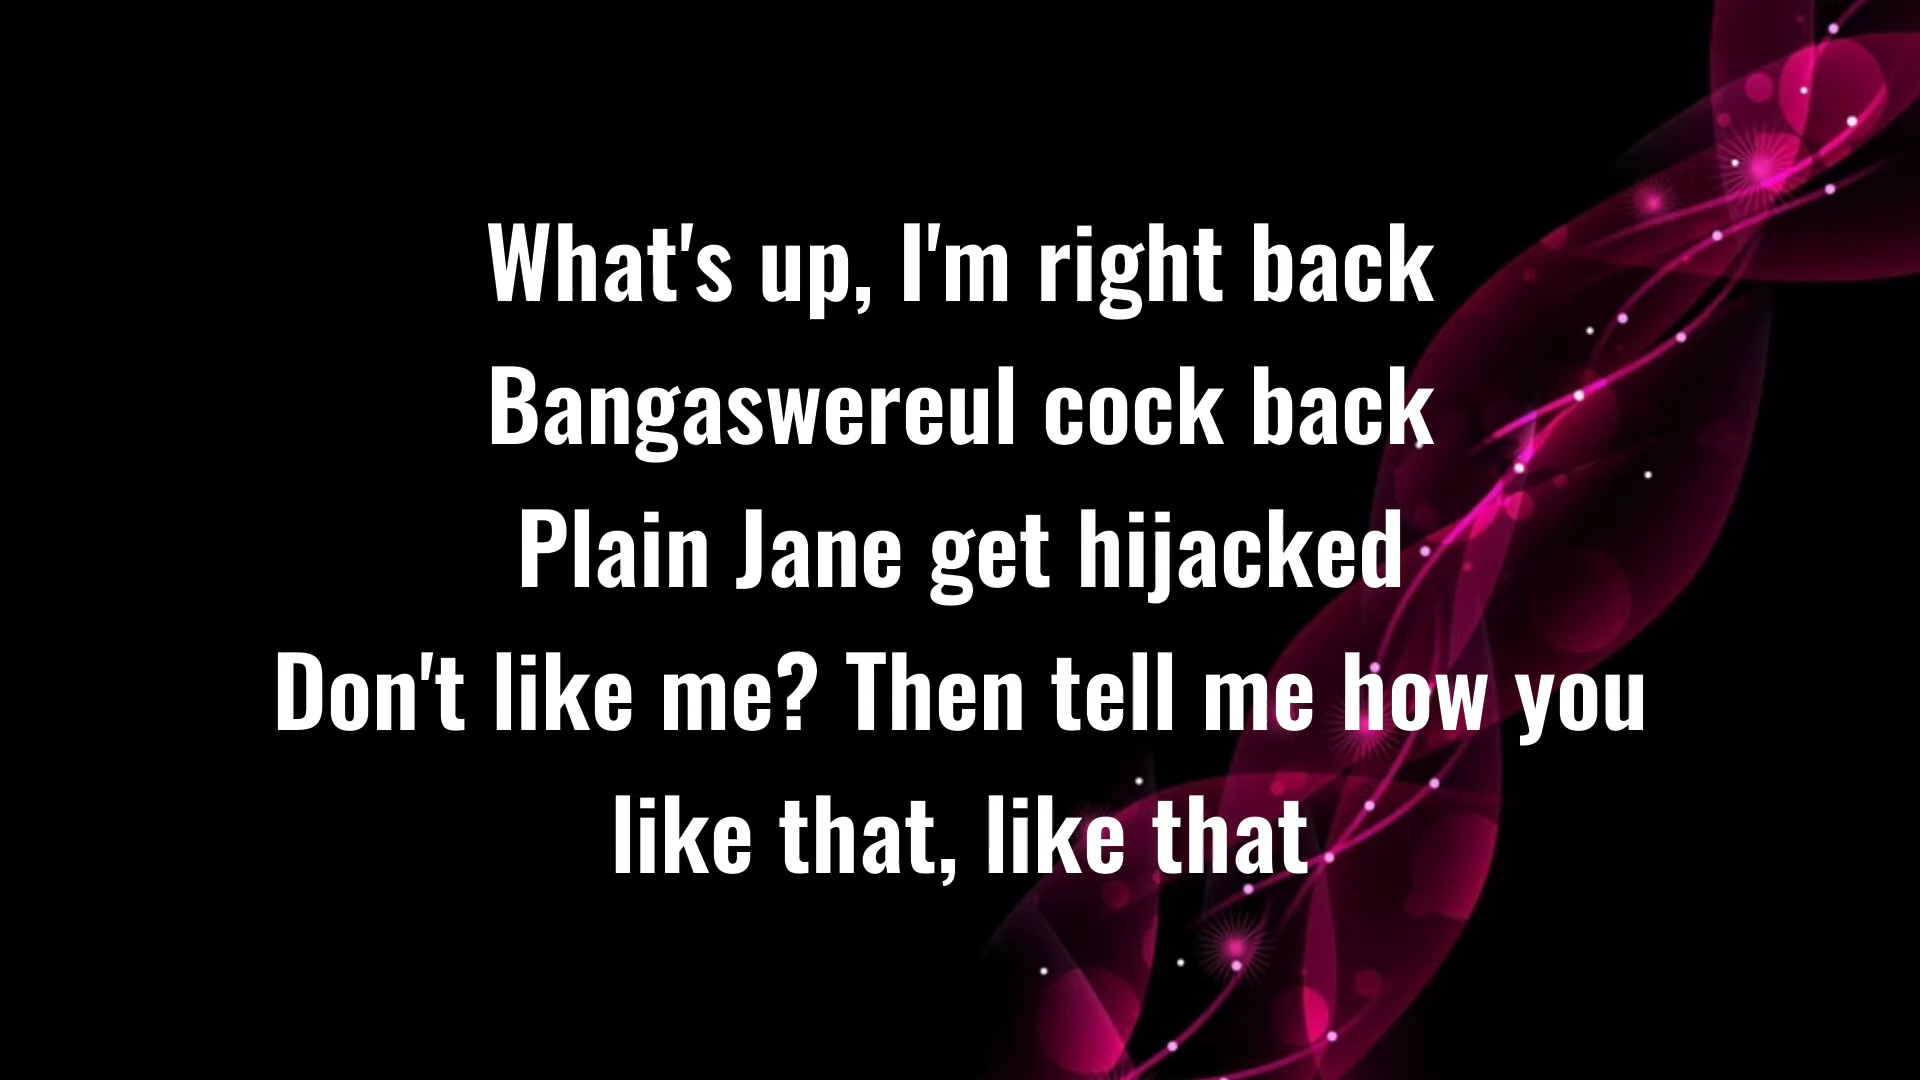 What's up, I'm right back
Bangaswereul cock back
Plain Jane get hijacked
Don't like me? Then tell me how you
like that, like that